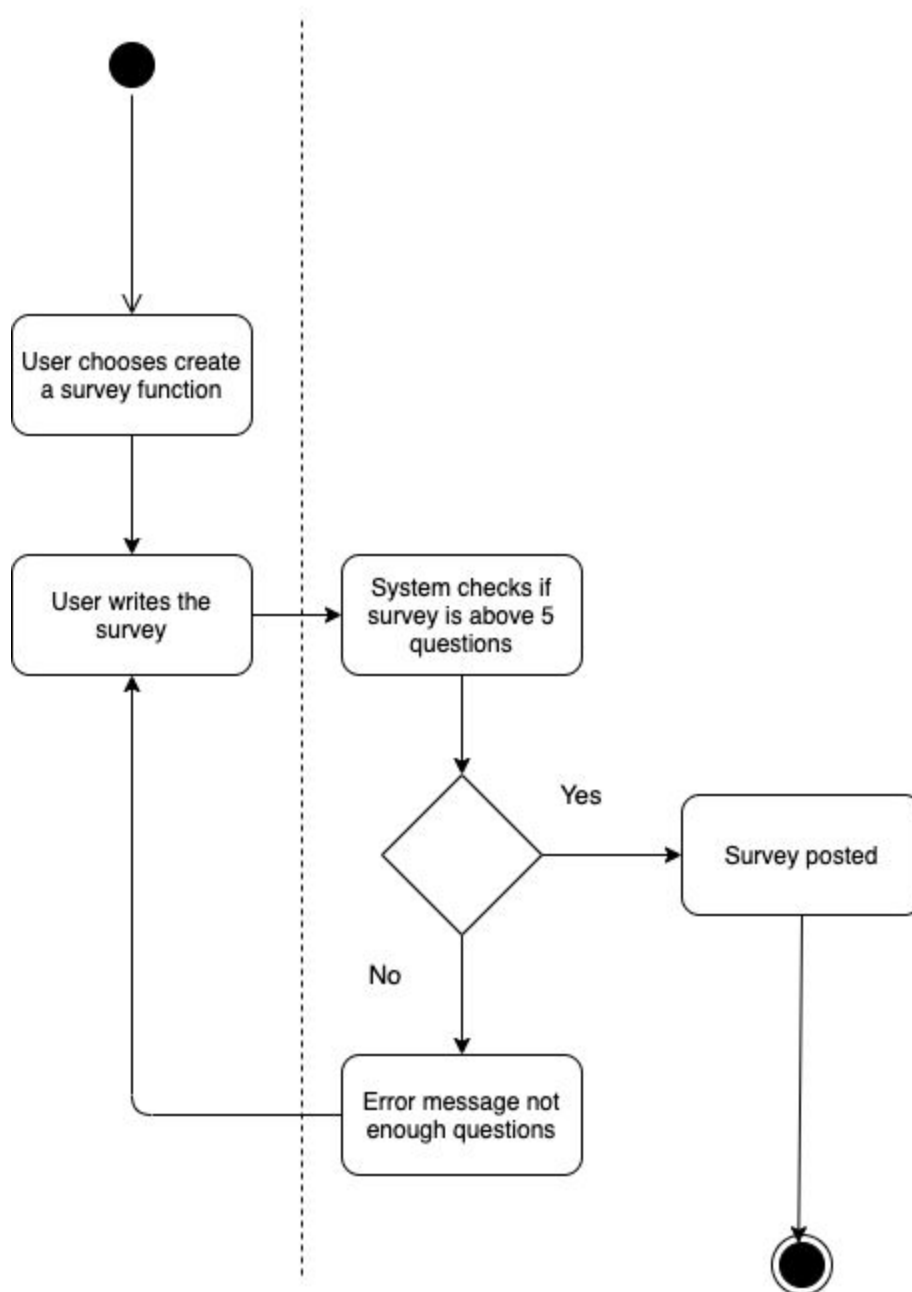 User chooses create
a survey function
User writes the
survey
System checks if
survey is above 5
questions
Yes
Survey posted
No
Error message not
enough questions